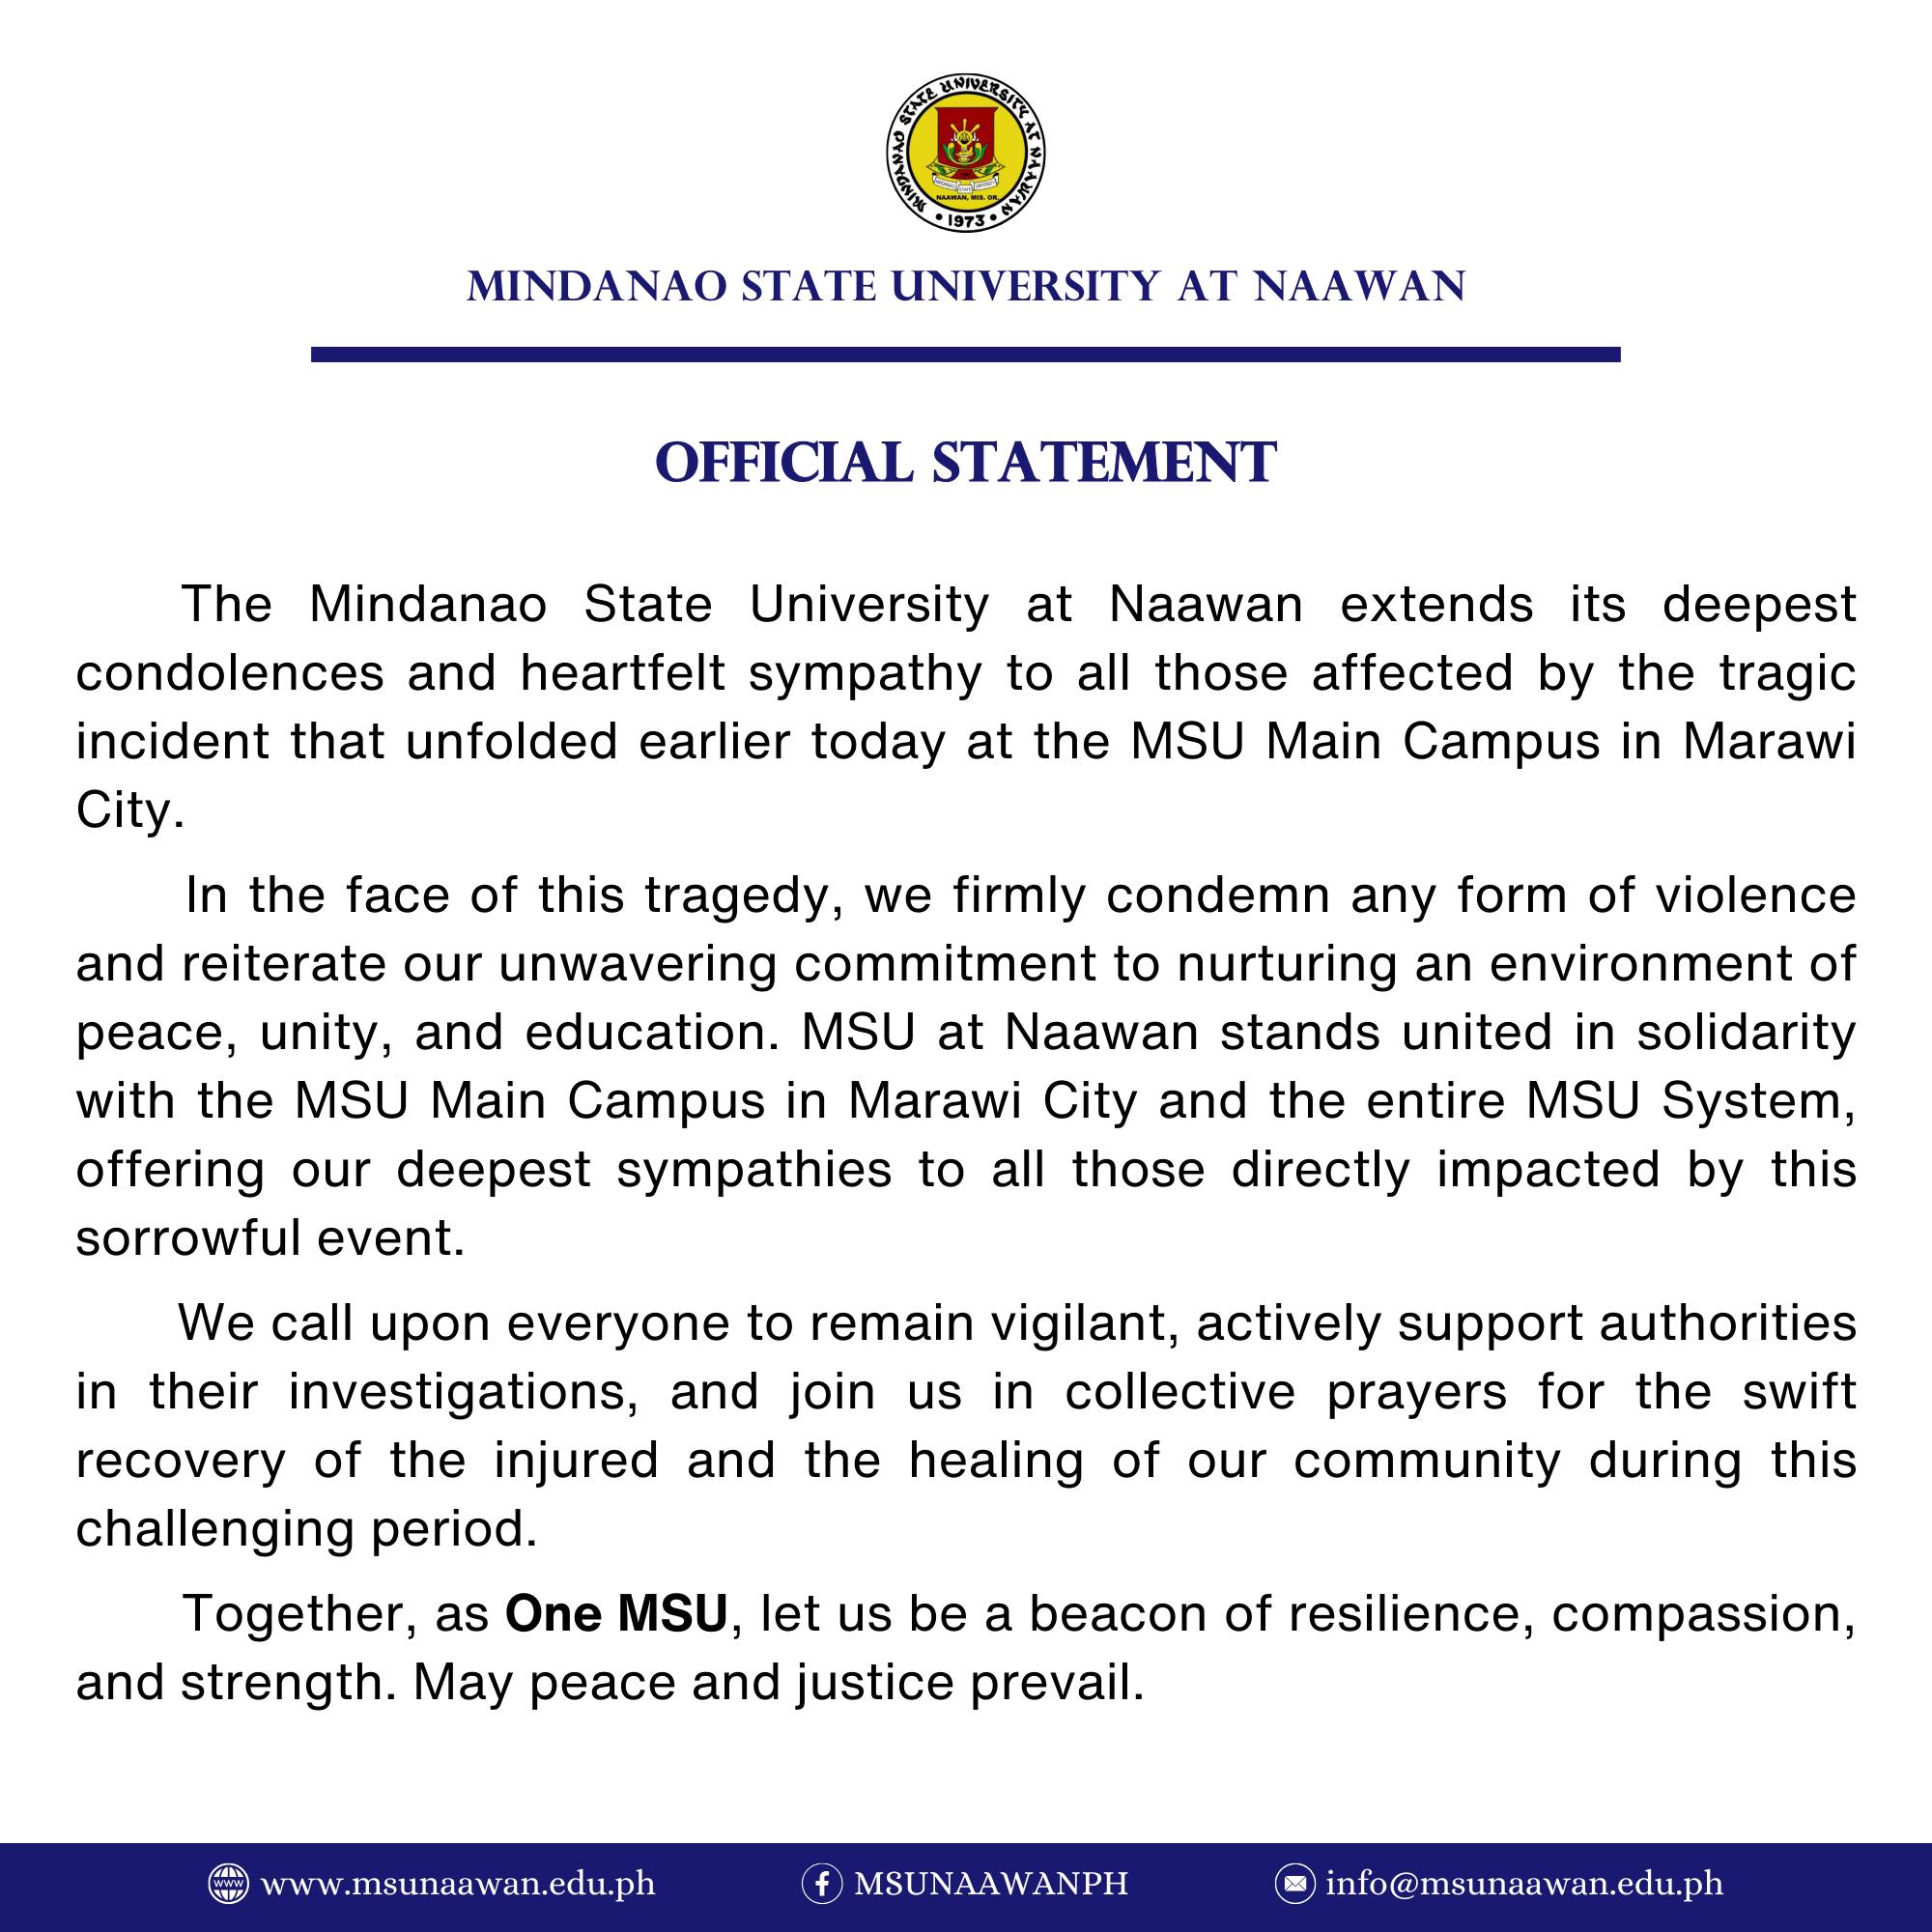 MINDANAO STATE UNIVERSITY AT NAAWAN
NAAWAN, MIS. OR.
• 1973 •
MINDANAO STATE UNIVERSITY AT NAAWAN
OFFICIAL STATEMENT
The Mindanao State University at Naawan extends its deepest
condolences and heartfelt sympathy to all those affected by the tragic
incident that unfolded earlier today at the MSU Main Campus in Marawi
City.
In the face of this tragedy, we firmly condemn any form of violence
and reiterate our unwavering commitment to nurturing an environment of
peace, unity, and education. MSU at Naawan stands united in solidarity
with the MSU Main Campus in Marawi City and the entire MSU System,
offering our deepest sympathies to all those directly impacted by this
sorrowful event.
We call upon everyone to remain vigilant, actively support authorities
in their investigations, and join us in collective prayers for the swift
recovery of the injured and the healing of our community during this
challenging period.
Together, as One MSU, let us be a beacon of resilience, compassion,
and strength. May peace and justice prevail.
www www.msunaawan.edu.ph
MSUNAAWANPH
info@msunaawan.edu.ph